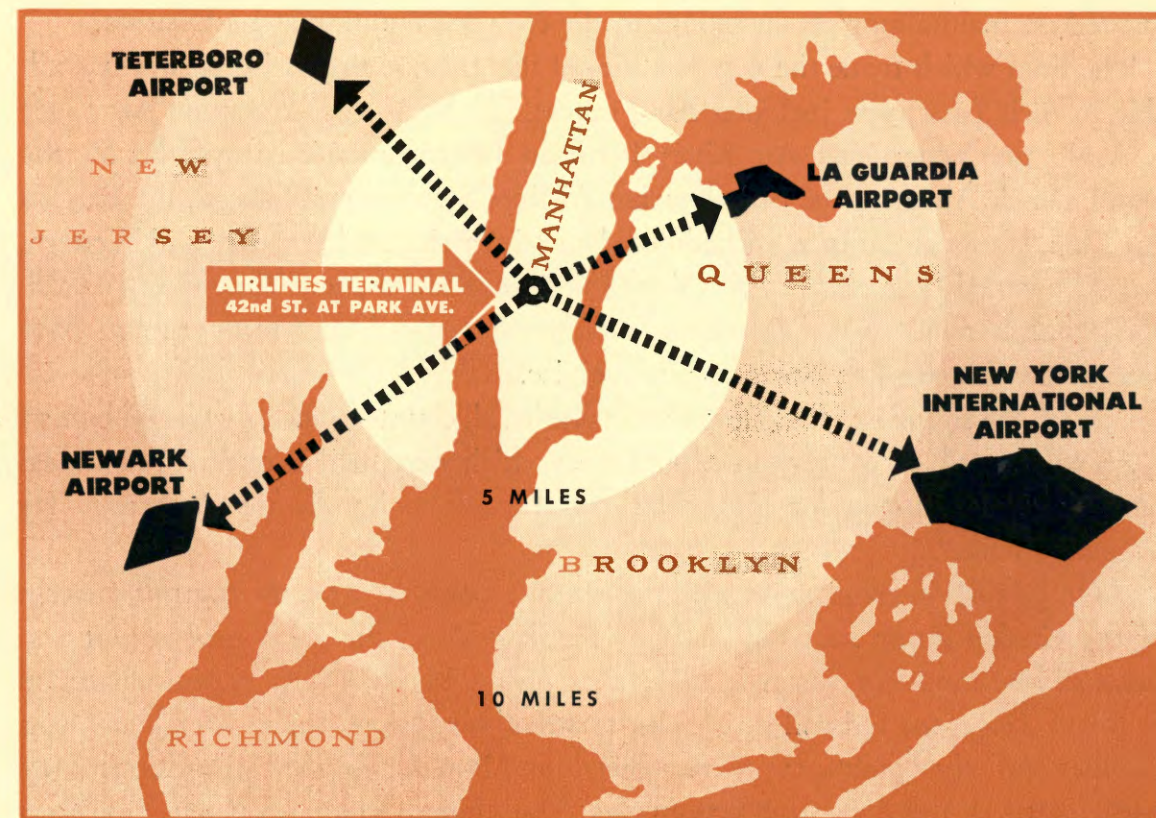 TETERBORO
AIRPORT
MANHATTAN
NEW
JERSEY
LA GUARDIA
AIRPORT
QUEENS
AIRLINES TERMINAL
42nd ST. AT PARK AVE.
NEW YORK
INTERNATIONAL
AIRPORT
NEWARK
AIRPORT
5 MILES
BROOKLYN
10 MILES
RICHMOND